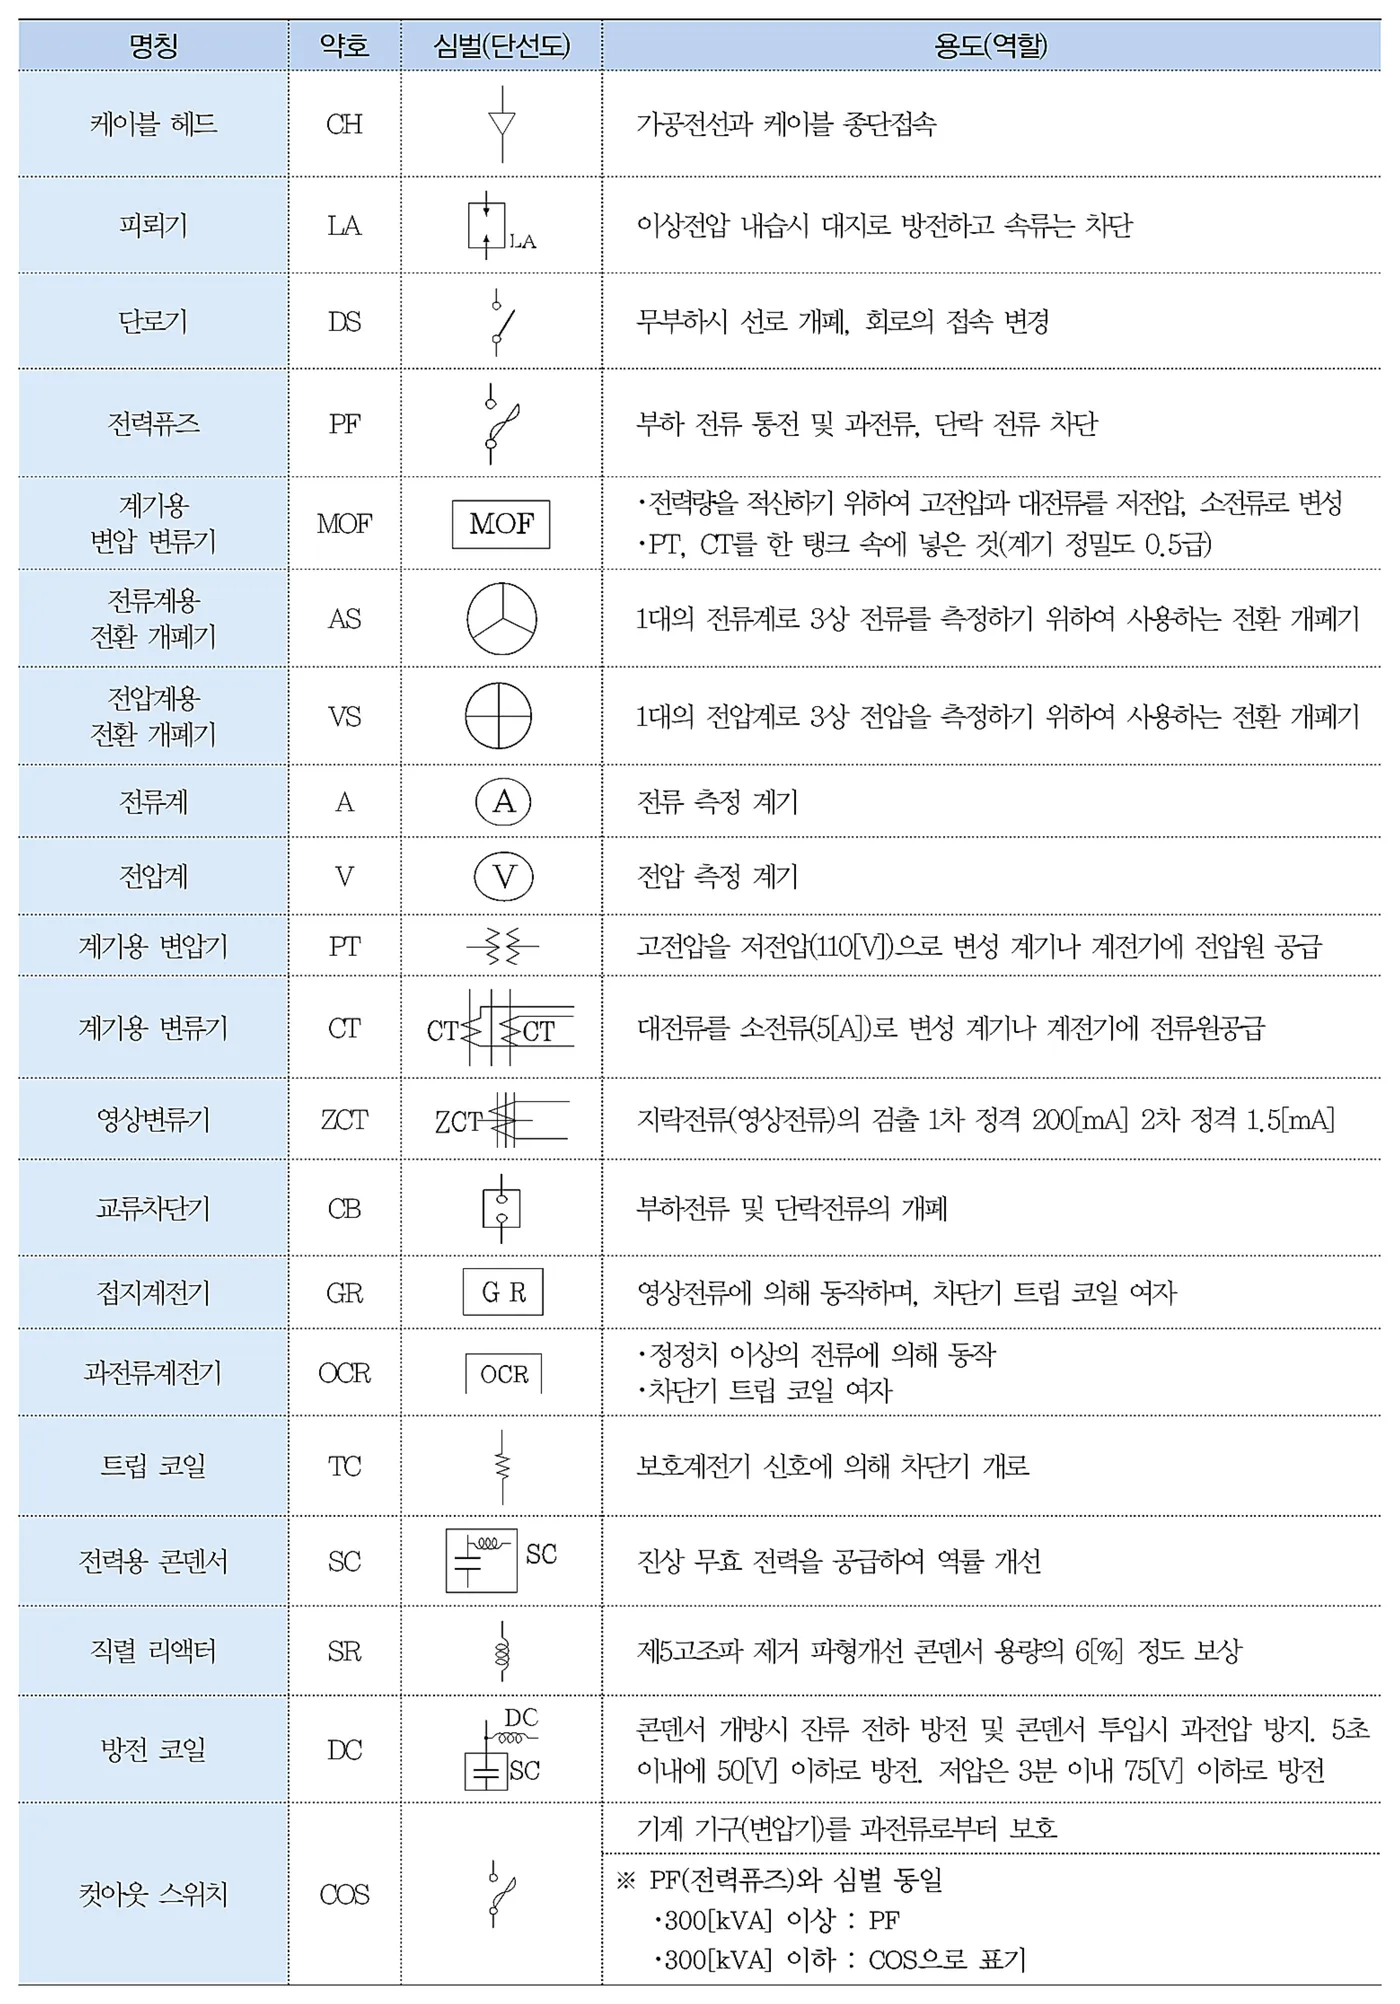 명칭 약호 심벌(단선도) 용도(역할)
케이블 헤드 CH 가공전선과 케이블 종단접속
피뢰기 LA LA 이상전압 내습시 대지로 방전하고 속류는 차단
단로기 DS 무부하시 선로 개폐, 회로의 접속 변경
전력퓨즈 PF 부하 전류 통전 및 과전류, 단락 전류 차단
계기용
변압 변류기 MOF MOF ·전력량을 적산하기 위하여 고전압과 대전류를 저전압, 소전류로 변성
·PT, CT를 한 탱크 속에 넣은 것(계기 정밀도 0.5급)
전류계용
전환 개폐기 AS 1대의 전류계로 3상 전류를 측정하기 위하여 사용하는 전환 개폐기
전압계용
전환 개폐기 VS 1대의 전압계로 3상 전압을 측정하기 위하여 사용하는 전환 개폐기
전류계 A A 전류 측정 계기
전압계 V V 전압 측정 계기
계기용 변압기 PT 고전압을 저전압(110[V])으로 변성 계기나 계전기에 전압원 공급
계기용 변류기 CT CT CT 대전류를 소전류(5[A])로 변성 계기나 계전기에 전류원공급
영상변류기 ZCT ZCT 지락전류(영상전류)의 검출 1차 정격 200[mA] 2차 정격 1.5[mA]
교류차단기 CB 부하전류 및 단락전류의 개폐
접지계전기 GR G R 영상전류에 의해 동작하며, 차단기 트립 코일 여자
과전류계전기 OCR OCR ·정정치 이상의 전류에 의해 동작
·차단기 트립 코일 여자
트립 코일 TC 보호계전기 신호에 의해 차단기 개로
전력용 콘덴서 SC SC 진상 무효 전력을 공급하여 역률 개선
직렬 리액터 SR 제5고조파 제거 파형개선 콘덴서 용량의 6[%] 정도 보상
방전 코일 DC DC SC 콘덴서 개방시 잔류 전하 방전 및 콘덴서 투입시 과전압 방지. 5초
이내에 50[V] 이하로 방전. 저압은 3분 이내 75[V] 이하로 방전
컷아웃 스위치 COS 기계 기구(변압기)를 과전류로부터 보호
※ PF(전력퓨즈)와 심벌 동일
·300[kVA] 이상 : PF
·300[kVA] 이하 : COS으로 표기